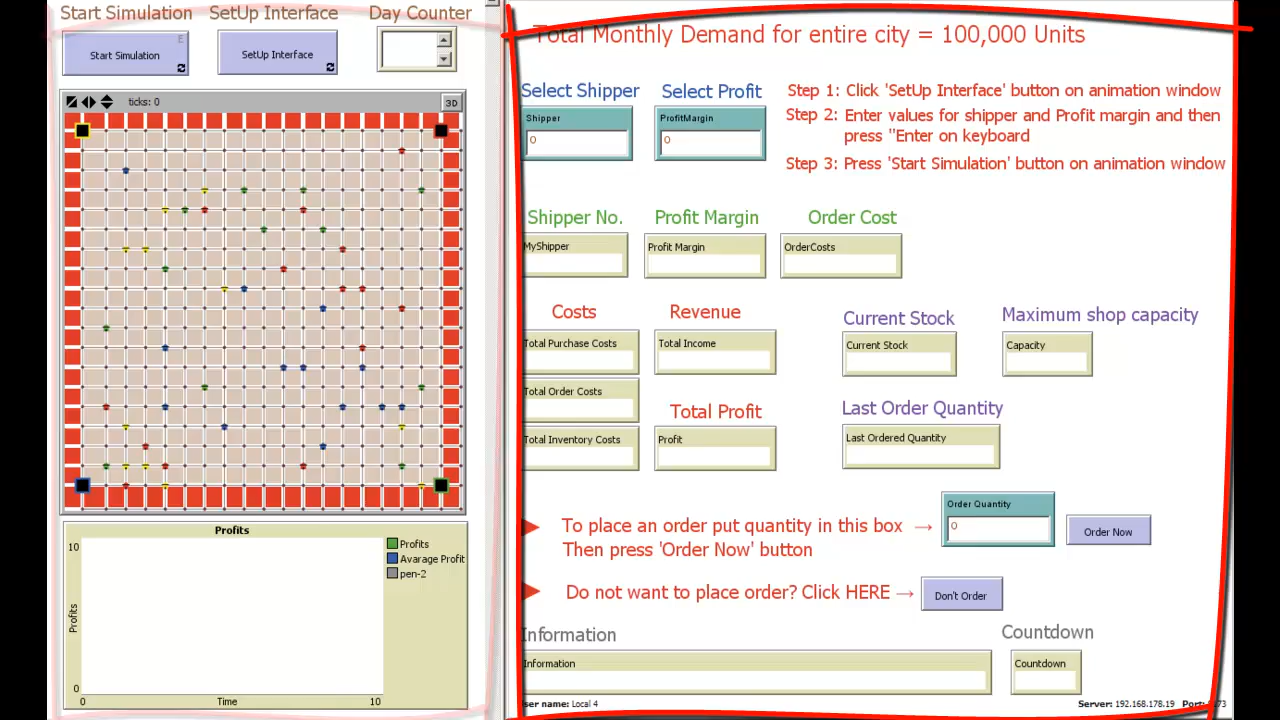 Start Simulation
SetUp Interface
Day Counter
E
Start Simulation
SetUp Interface
ticks: 0
3D
Profits
10
Profits
0
0
Time
10
Profits
Avarage Profit
pen-2
Total Monthly Demand for entire city = 100,000 Units
Select Shipper
Select Profit
Shipper
0
ProfitMargin
0
Step 1: Click 'SetUp Interface' button on animation window
Step 2: Enter values for shipper and Profit margin and then
press "Enter on keyboard
Step 3: Press 'Start Simulation' button on animation window
Shipper No.
Profit Margin
Order Cost
MyShipper
Profit Margin
OrderCosts
Costs
Revenue
Current Stock
Maximum shop capacity
Total Purchase Costs
Total Income
Current Stock
Capacity
Total Order Costs
Total Profit
Last Order Quantity
Total Inventory Costs
Profit
Last Ordered Quantity
To place an order put quantity in this box →
Then press 'Order Now' button
Order Quantity
0
Order Now
Do not want to place order? Click HERE →
Don't Order
Information
Countdown
Information
Countdown
ser name: Local 4
Server: 192.168.178.19